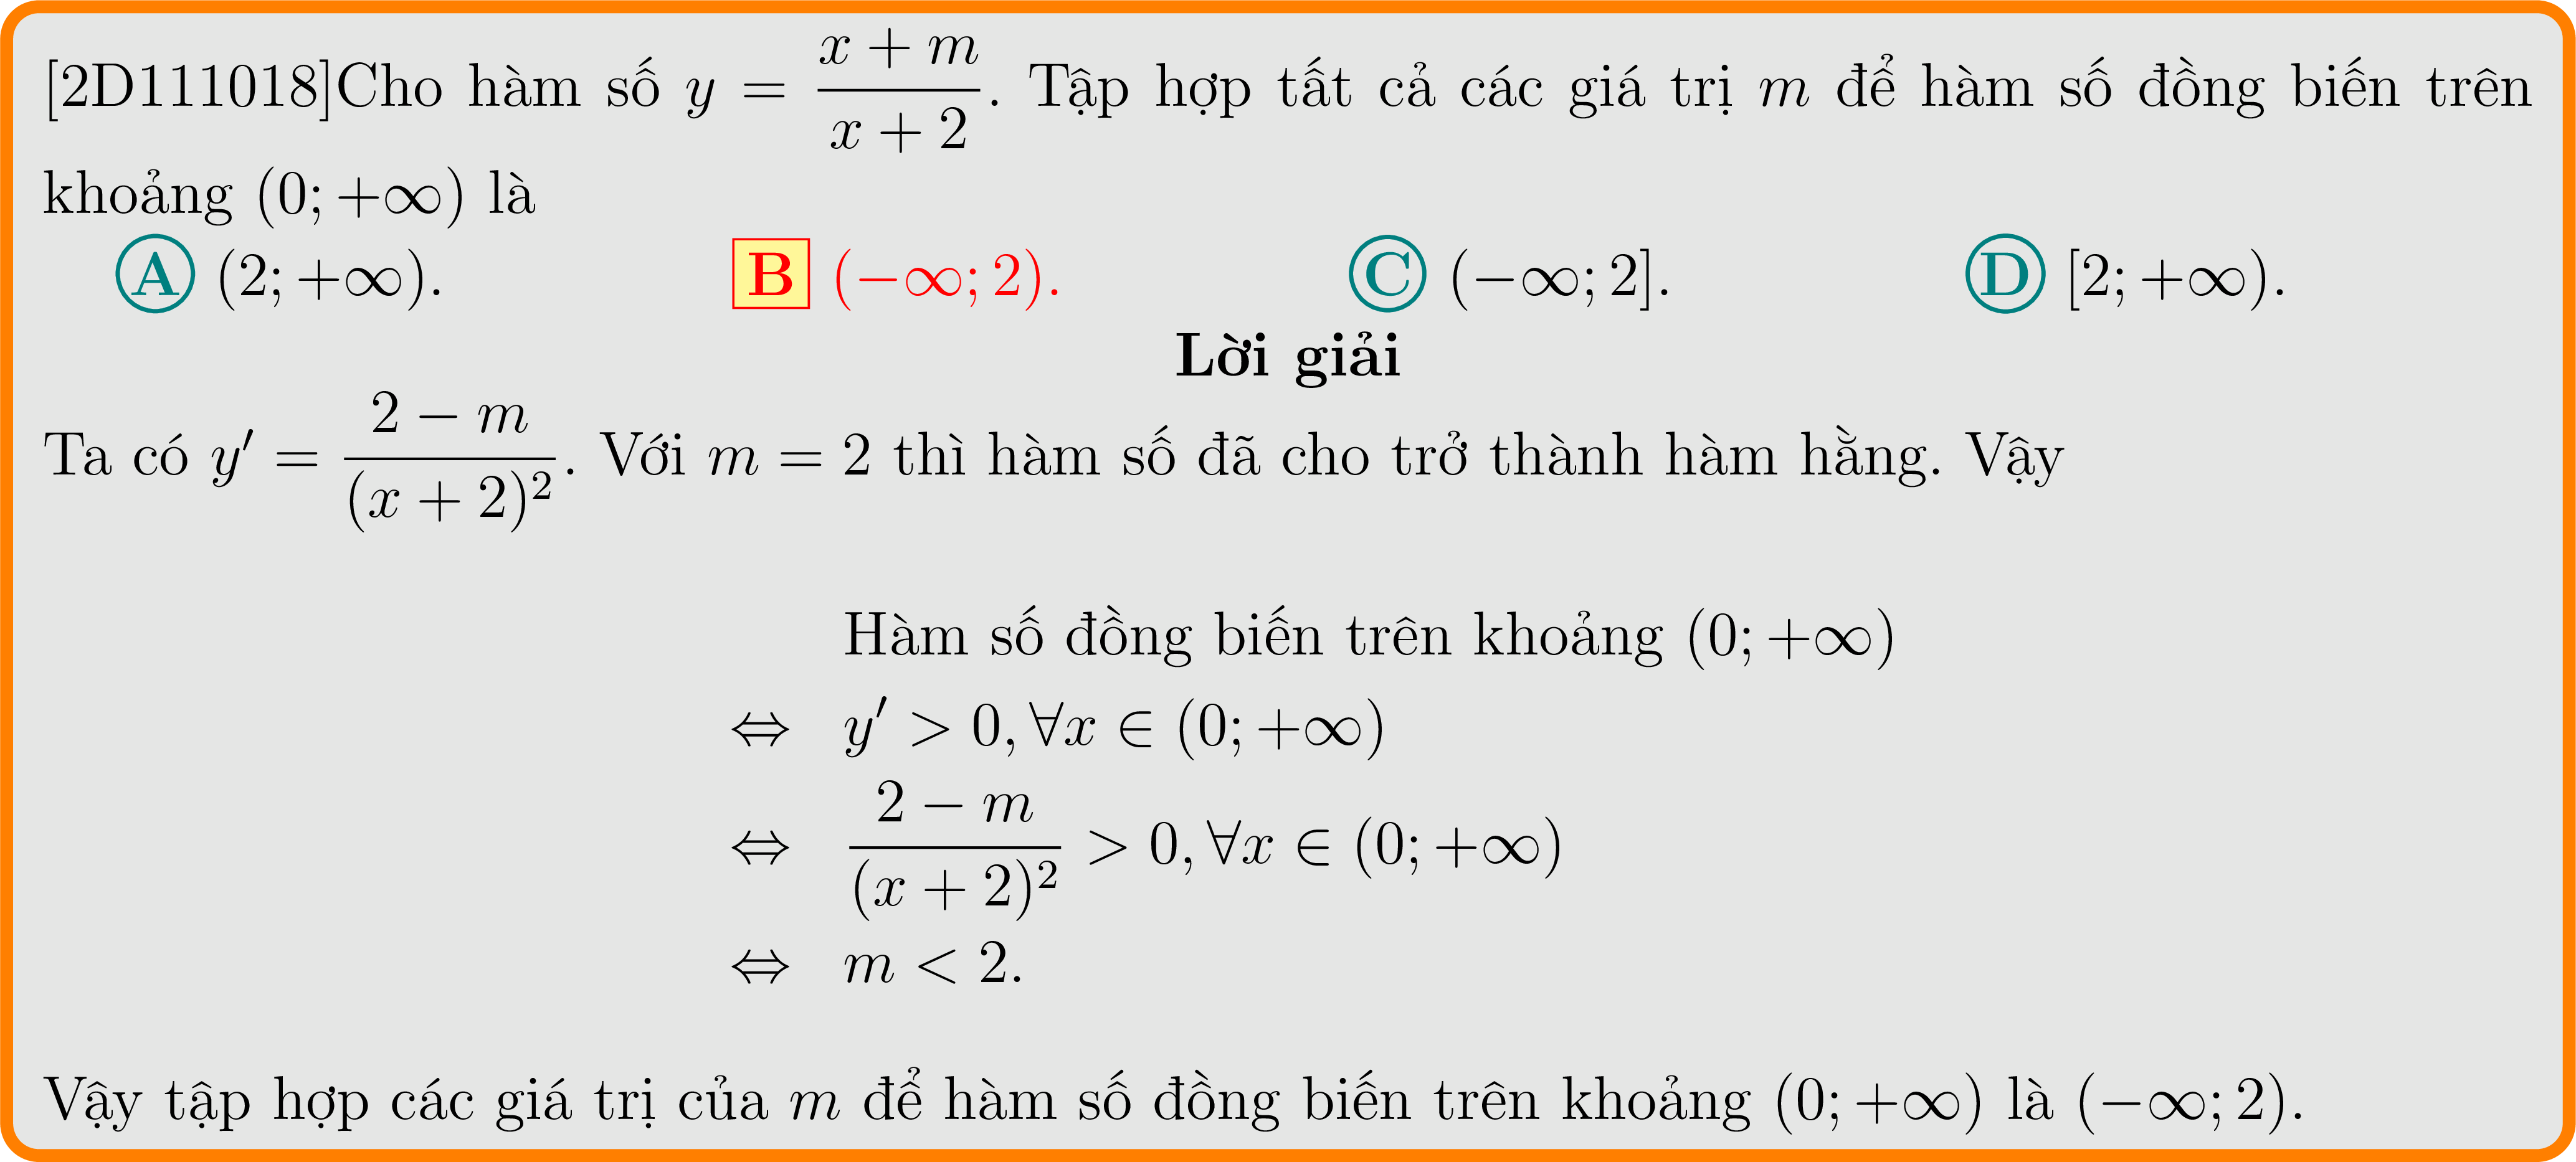 [2D111018]Cho hàm số $y = \dfrac{x+m}{x+2}$. Tập hợp tất cả các giá trị $m$ để hàm số đồng biến trên
khoảng $(0; +\infty)$ là
A $(2; +\infty)$. B $(-\infty; 2)$. C $(-\infty; 2]$. D $[2; +\infty)$.
Lời giải
Ta có $y' = \dfrac{2-m}{(x+2)^2}$. Với $m = 2$ thì hàm số đã cho trở thành hàm hằng. Vậy
Hàm số đồng biến trên khoảng $(0; +\infty)$
$\Leftrightarrow y' > 0, \forall x \in (0; +\infty)$
$\Leftrightarrow \dfrac{2-m}{(x+2)^2} > 0, \forall x \in (0; +\infty)$
$\Leftrightarrow m < 2.$
Vậy tập hợp các giá trị của $m$ để hàm số đồng biến trên khoảng $(0; +\infty)$ là $(-\infty; 2)$.